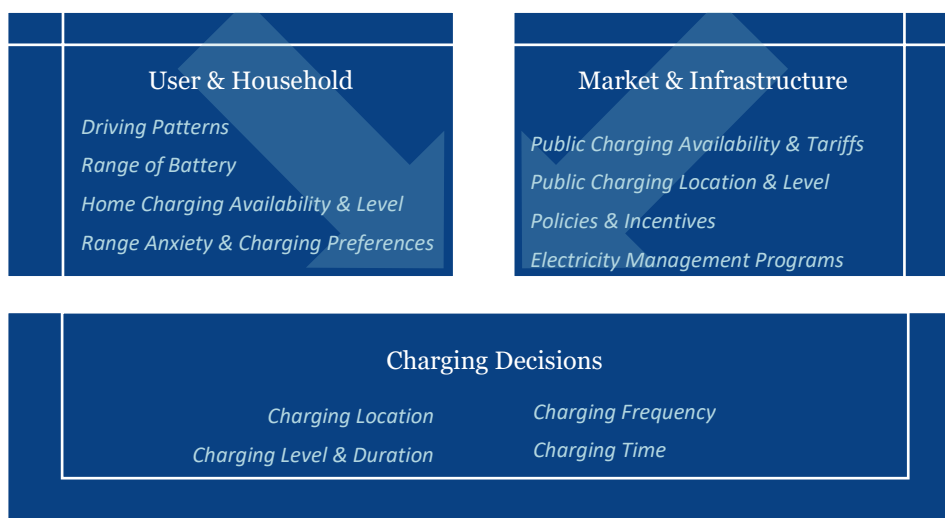 User & Household
Driving Patterns
Range of Battery
Home Charging Availability & Level
Range Anxiety & Charging Preferences
Market & Infrastructure
Public Charging Availability & Tariffs
Public Charging Location & Level
Policies & Incentives
Electricity Management Programs
Charging Decisions
Charging Location
Charging Level & Duration
Charging Frequency
Charging Time